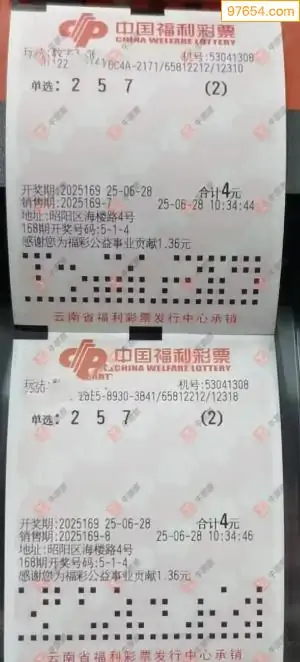 97654.com
中国福利彩票
CHINA WELFARE LOTTERY
机号:53041308
C4A-2171/65812212/12310
单选: 2 5 7 (2)
开奖期:2025169 25-06-28 合计4元
销售期:2025169-7 25-06-28 10:34:44
地址:昭阳区海楼路4号
168期开奖号码:5-1-4
感谢您为福彩公益事业贡献1.36元
云南省福利彩票发行中心承销
中国福利彩票
CHINA WELFARE LOTTERY
机号:53041308
-8930-3841/65812212/12318
单选: 2 5 7 (2)
开奖期:2025169 25-06-28 合计4元
销售期:2025169-8 25-06-28 10:34:46
地址:昭阳区海楼路4号
168期开奖号码:5-1-4
感谢您为福彩公益事业贡献1.36元
云南省福利彩票发行中心承销